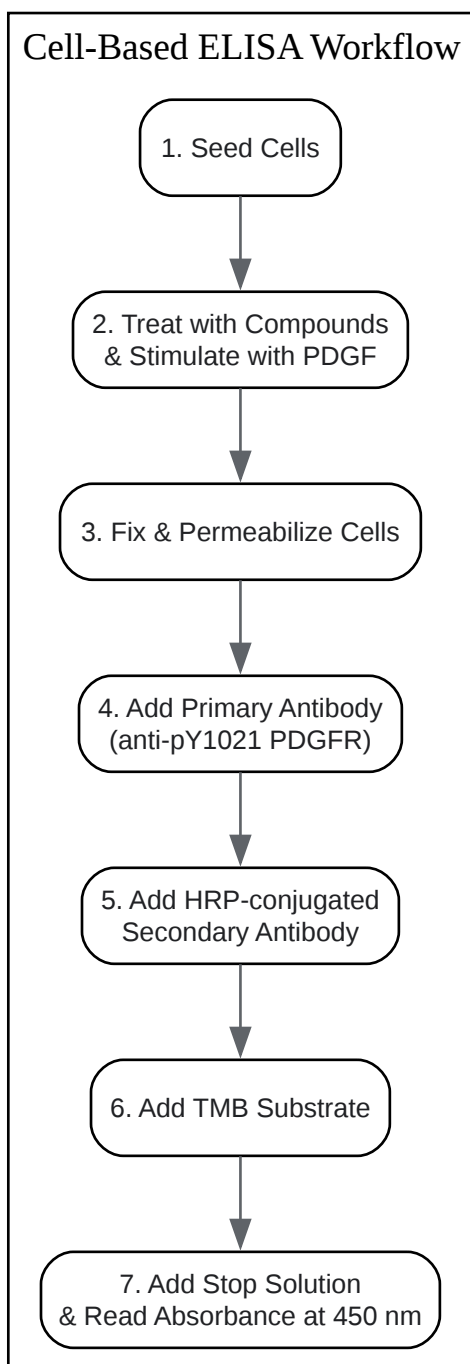 Cell-Based ELISA Workflow
1. Seed Cells
2. Treat with Compounds
& Stimulate with PDGF
3. Fix & Permeabilize Cells
4. Add Primary Antibody
(anti-pY1021 PDGFR)
5. Add HRP-conjugated
Secondary Antibody
6. Add TMB Substrate
7. Add Stop Solution
& Read Absorbance at 450 nm